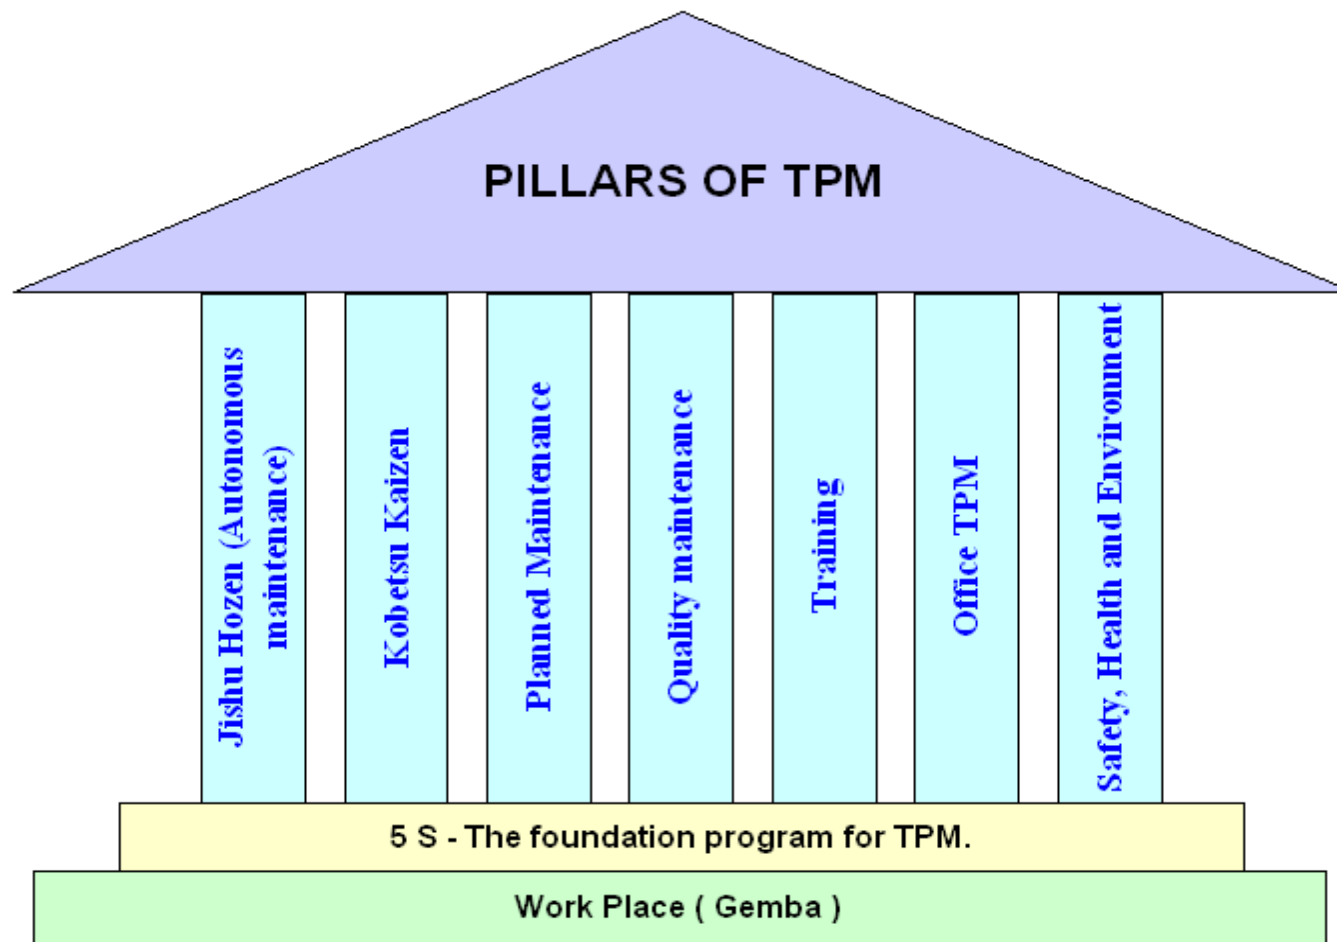 PILLARS OF TPM
Jishu Hozen (Autonomous
maintenance)
Kobetsu Kaizen
Planned Maintenance
Quality maintenance
Training
Office TPM
Safety, Health and Environment
5 S - The foundation program for TPM.
Work Place ( Gemba )